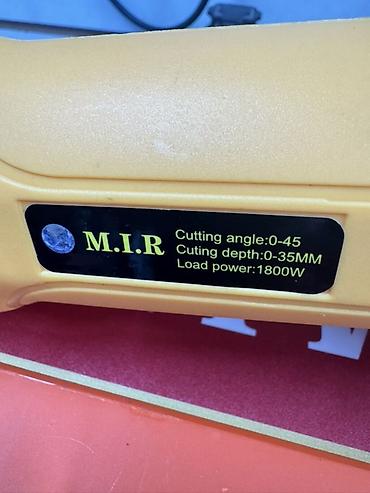 M.I.R
Cutting angle:0-45
Cuting depth:0-35MM
Load power:1800W